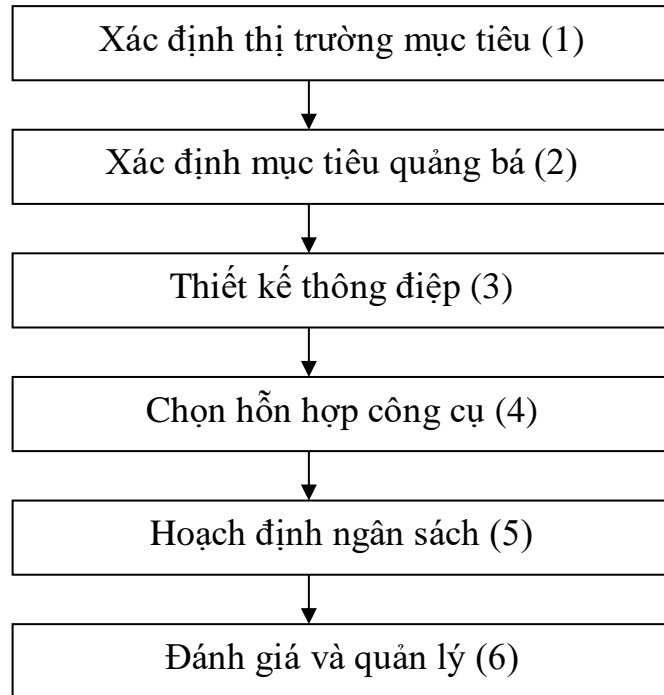 Xác định thị trường mục tiêu (1)
Xác định mục tiêu quảng bá (2)
Thiết kế thông điệp (3)
Chọn hỗn hợp công cụ (4)
Hoạch định ngân sách (5)
Đánh giá và quản lý (6)